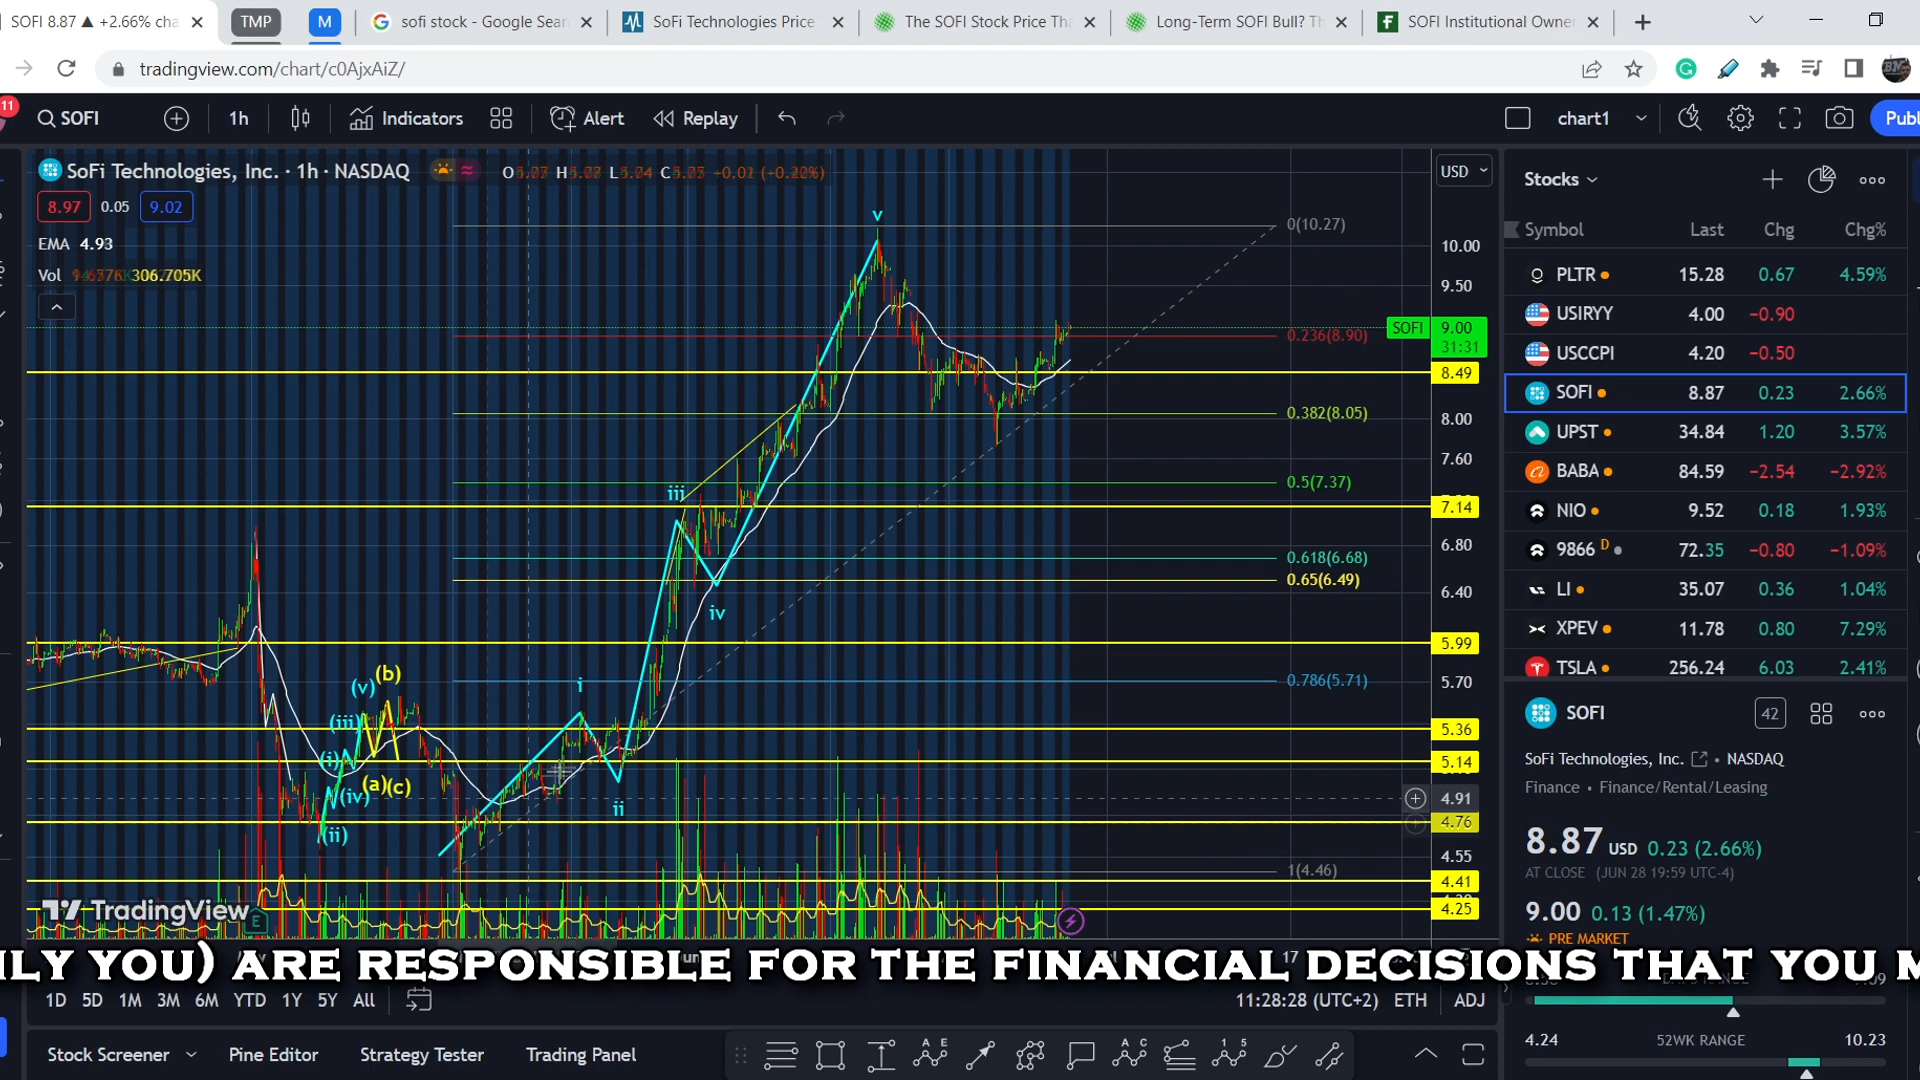 SOFI 8.87 ▲ +2.66% cha
TMP
M
sofi stock - Google Sear
SoFi Technologies Price
The SOFI Stock Price Tha
Long-Term SOFI Bull? Th
SOFI Institutional Owner
tradingview.com/chart/c0AjxAiZ/
11
SOFI
1h
Indicators
Alert
Replay
chart1
Publ
SoFi Technologies, Inc. · 1h · NASDAQ
+0.01
8.97 0.05 9.02
EMA 4.93
Vol 306.705K
USD
v
0(10.27)
10.00
9.50
SOFI 9.00
31:31
0.236(8.90)
8.49
0.382(8.05)
8.00
7.60
0.5(7.37)
iii
7.14
6.80
0.618(6.68)
0.65(6.49)
6.40
iv
5.99
(b)
(v)
i
0.786(5.71)
5.70
(iii)
5.36
(i)
5.14
(a)(c)
(iv)
ii
4.91
4.76
(ii)
4.55
1(4.46)
4.41
4.25
TradingView
E
17
Stocks
Symbol Last Chg Chg%
PLTR 15.28 0.67 4.59%
USIRYY 4.00 −0.90
USCCPI 4.20 −0.50
SOFI 8.87 0.23 2.66%
UPST 34.84 1.20 3.57%
BABA 84.59 −2.54 −2.92%
NIO 9.52 0.18 1.93%
9866 D 72.35 −0.80 −1.09%
LI 35.07 0.36 1.04%
XPEV 11.78 0.80 7.29%
TSLA 256.24 6.03 2.41%
SOFI
42
SoFi Technologies, Inc. • NASDAQ
Finance • Finance/Rental/Leasing
8.87 USD 0.23 (2.66%)
AT CLOSE (JUN 28 19:59 UTC-4)
9.00 0.13 (1.47%)
PRE MARKET
YOU) ARE RESPONSIBLE FOR THE FINANCIAL DECISIONS THAT YOU M
1D 5D 1M 3M 6M YTD 1Y 5Y All
11:28:28 (UTC+2) ETH ADJ
4.24 52WK RANGE 10.23
Stock Screener
Pine Editor
Strategy Tester
Trading Panel